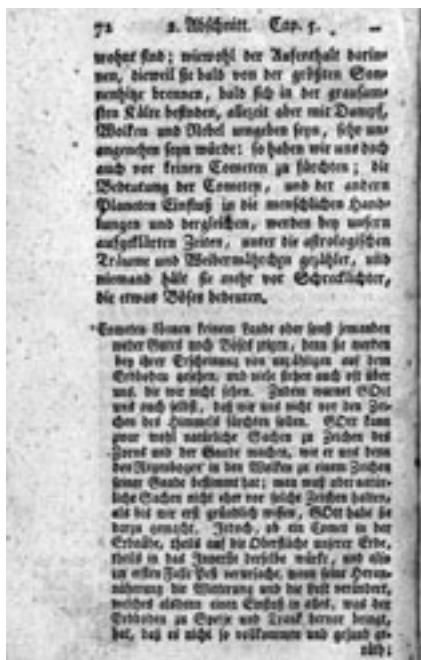 72 2. Abschnitt. Cap. 5.
wohnt sind; wiewohl der Aufenthalt darin-
nen, dieweil sie bald von der größten Son-
nenhitze brennen, bald sich in der grausam-
sten Kälte befinden, allezeit aber mit Dampf,
Wolken und Nebel umgeben seyn, sehr un-
angenehm seyn würde: so haben wir uns doch
auch vor keinen Cometen zu fürchten; die
Bedeutung der Cometen, und der andern
Planeten Einfluß in die menschlichen Hand-
lungen und dergleichen, werden bey unsern
aufgeklärten Zeiten, unter die astrologischen
Träume und Weibermährchen gezählet, und
niemand hält sie mehr vor Schrecklichter,
die etwas Böses bedeuten.
Cometen können keinem Lande oder sonst jemanden
weder Gutes noch Böses zeigen, denn sie werden
bey ihrer Erscheinung von unzähligen auf dem
Erdboden gesehen, und viele stehen auch oft über
uns, die wir nicht sehen. Zudem warnet GOtt
uns auch selbst, daß wir uns nicht vor den Zei-
chen des Himmels fürchten sollen. GOtt kann
zwar wohl natürliche Sachen zu Zeichen des
Zorns und der Gnade machen, wie er uns denn
den Regenbogen in den Wolken zu einem Zeichen
seiner Gnade bestimmt hat; man muß aber natür-
liche Sachen nicht eher vor solche Zeichen halten,
als bis wir erst gründlich wissen, GOtt habe sie
darzu gemacht. Jedoch, ob ein Comet in der
Erdnähe, theils auf die Oberfläche unserer Erde,
theils in das Innerste derselbe würke, und also
im ersten Falle Pest verursache, wenn seine Heran-
näherung die Witterung und die Luft verändert,
welches alsdenn einen Einfluß in alles, was der
Erdboden zu Speise und Trank hervor bringt,
hat, daß es nicht so vollkommen und gesund ge-
räth;